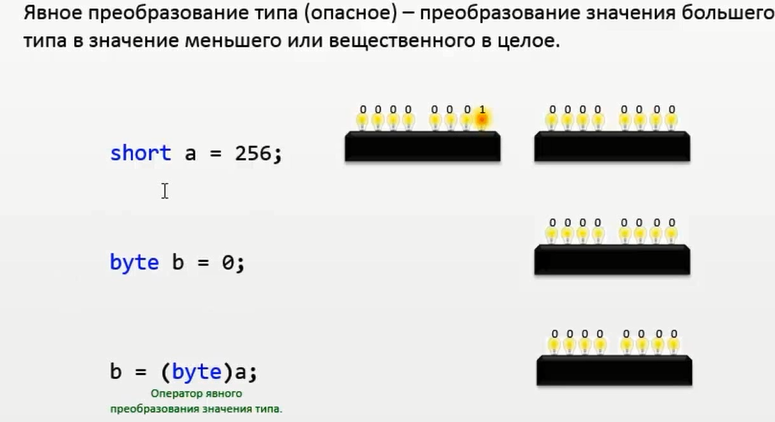 Явное преобразование типа (опасное) – преобразование значения большего
типа в значение меньшего или вещественного в целое.
0 0 0 0 0 0 0 1 0 0 0 0 0 0 0 0
short a = 256;
0 0 0 0 0 0 0 0
byte b = 0;
0 0 0 0 0 0 0 0
b = (byte)a;
Оператор явного
преобразования значения типа.